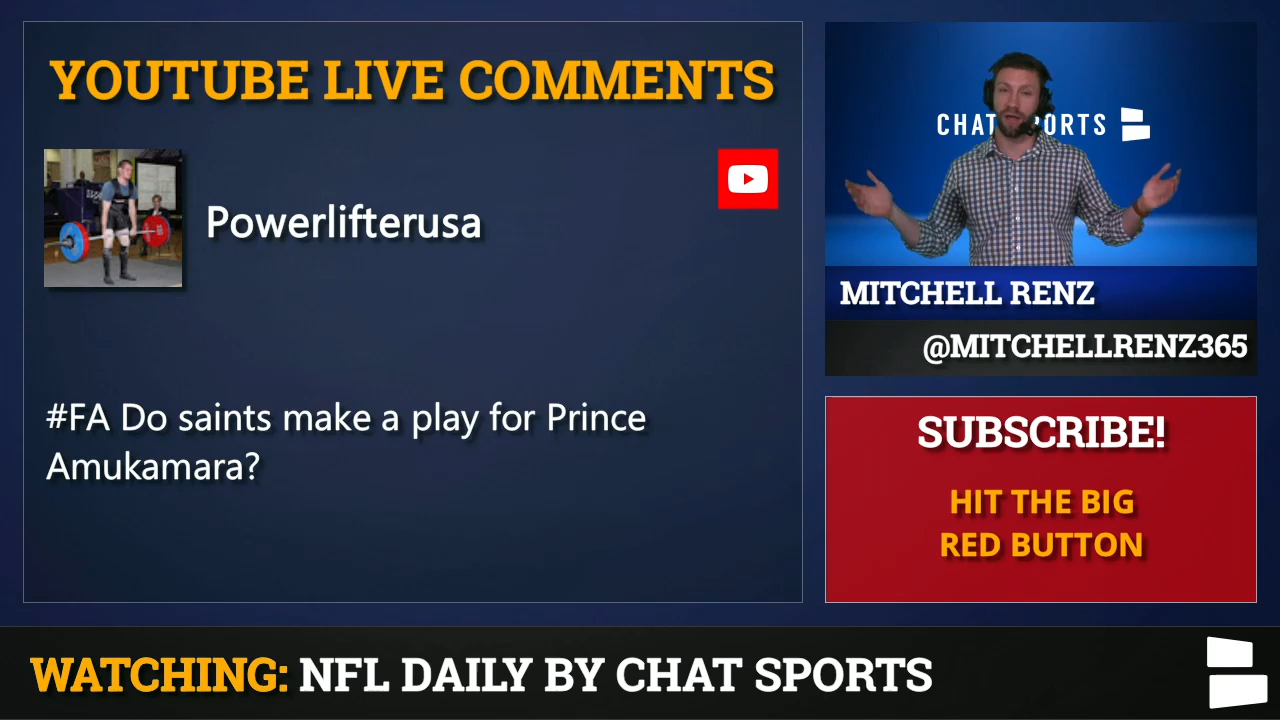 YOUTUBE LIVE COMMENTS
Powerlifterusa
#FA Do saints make a play for Prince
Amukamara?
CHAT SPORTS
MITCHELL RENZ
@MITCHELLRENZ365
SUBSCRIBE!
HIT THE BIG
RED BUTTON
WATCHING: NFL DAILY BY CHAT SPORTS